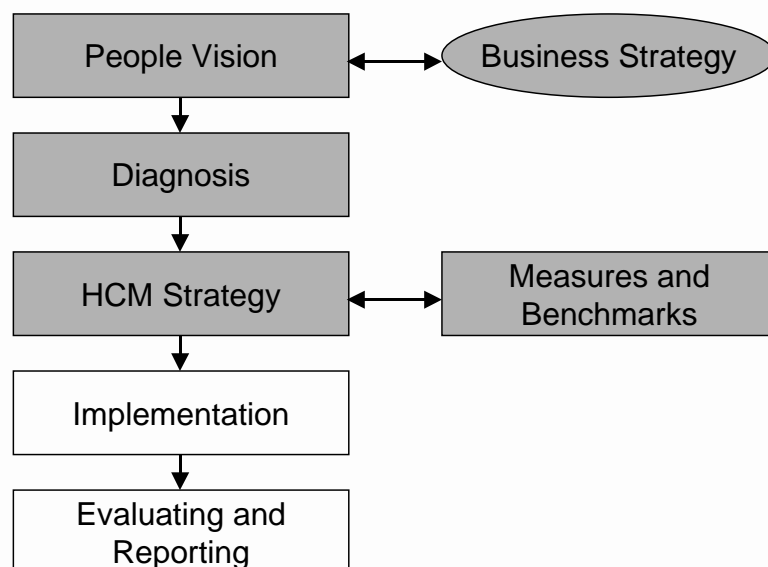 People Vision
Business Strategy
Diagnosis
HCM Strategy
Measures and
Benchmarks
Implementation
Evaluating and
Reporting